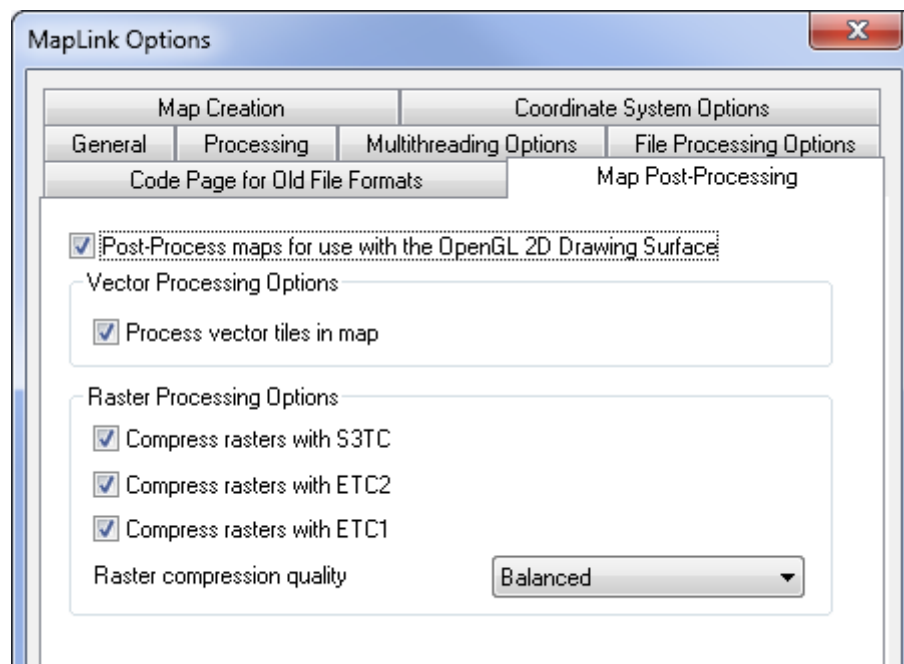 MapLink Options
Map Creation
Coordinate System Options
General
Processing
Multithreading Options
File Processing Options
Code Page for Old File Formats
Map Post-Processing
Post-Process maps for use with the OpenGL 2D Drawing Surface
Vector Processing Options
Process vector tiles in map
Raster Processing Options
Compress rasters with S3TC
Compress rasters with ETC2
Compress rasters with ETC1
Raster compression quality
Balanced